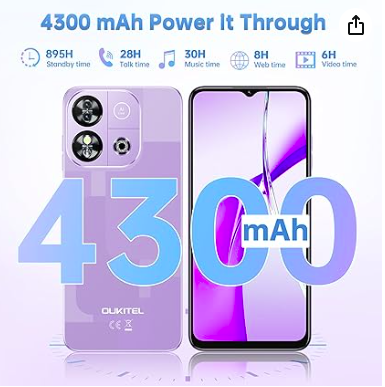 4300 mAh Power It Through
895H
Standby time
28H
Talk time
30H
Music time
8H
Web time
6H
Video time
4300
mAh
OUKITEL
CE